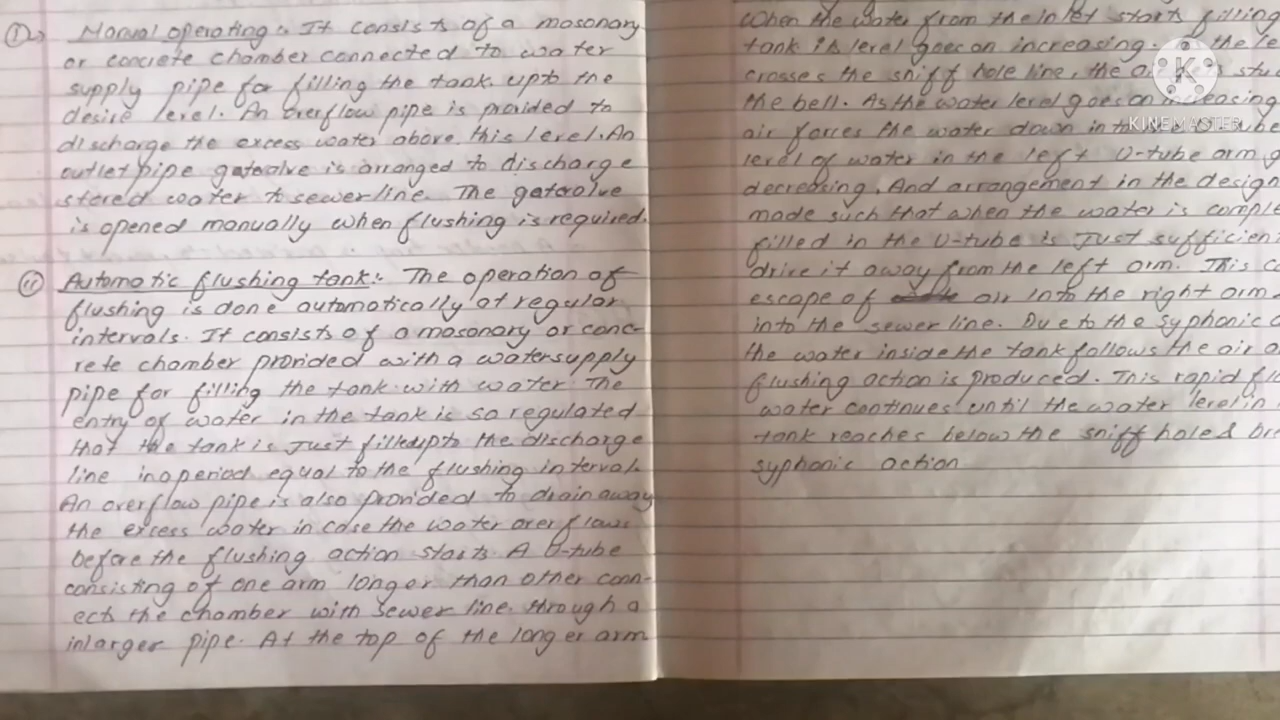 ① Manual operating :- It consists of a masonary
or concrete chamber connected to water
supply pipe for filling the tank upto the
desire level. An overflow pipe is provided to
discharge the excess water above this level. An
outlet pipe gatevalve is arranged to discharge
stored water to sewerline. The gatevalve
is opened manually when flushing is required.
ⅱ Automatic flushing tank:- The operation of
flushing is done automatically at regular
intervals. It consists of a masonary or conc-
rete chamber provided with a watersupply
pipe for filling the tank with water. The
entry of water in the tank is so regulated
that the tank is Just filledupto the discharge
line in a period equal to the flushing interval.
An overflow pipe is also provided to drain away
the excess water in case the water overflows
before the flushing action starts. A U-tube
consisting of one arm longer than other conn-
ects the chamber with sewer line through a
inlarger pipe. At the top of the longer arm
When the water from the inlet starts filling
tank its level goes on increasing. the le
crosses the sniff hole line, the stu
the bell. As the water level goes on increasing
air forces the water down in the tube
level of water in the left U-tube arm g
decreasing. And arrangement in the design
made such that when the water is comple
filled in the U-tube is Just sufficien
drive it away from the left arm. This c
escape of air into the right arm
into the sewer line. Due to the syphonic a
the water inside the tank follows the air a
flushing action is produced. This rapid fl
water continues until the water level in
tank reaches below the sniff hole & bre
syphonic action
K
KINEMASTER